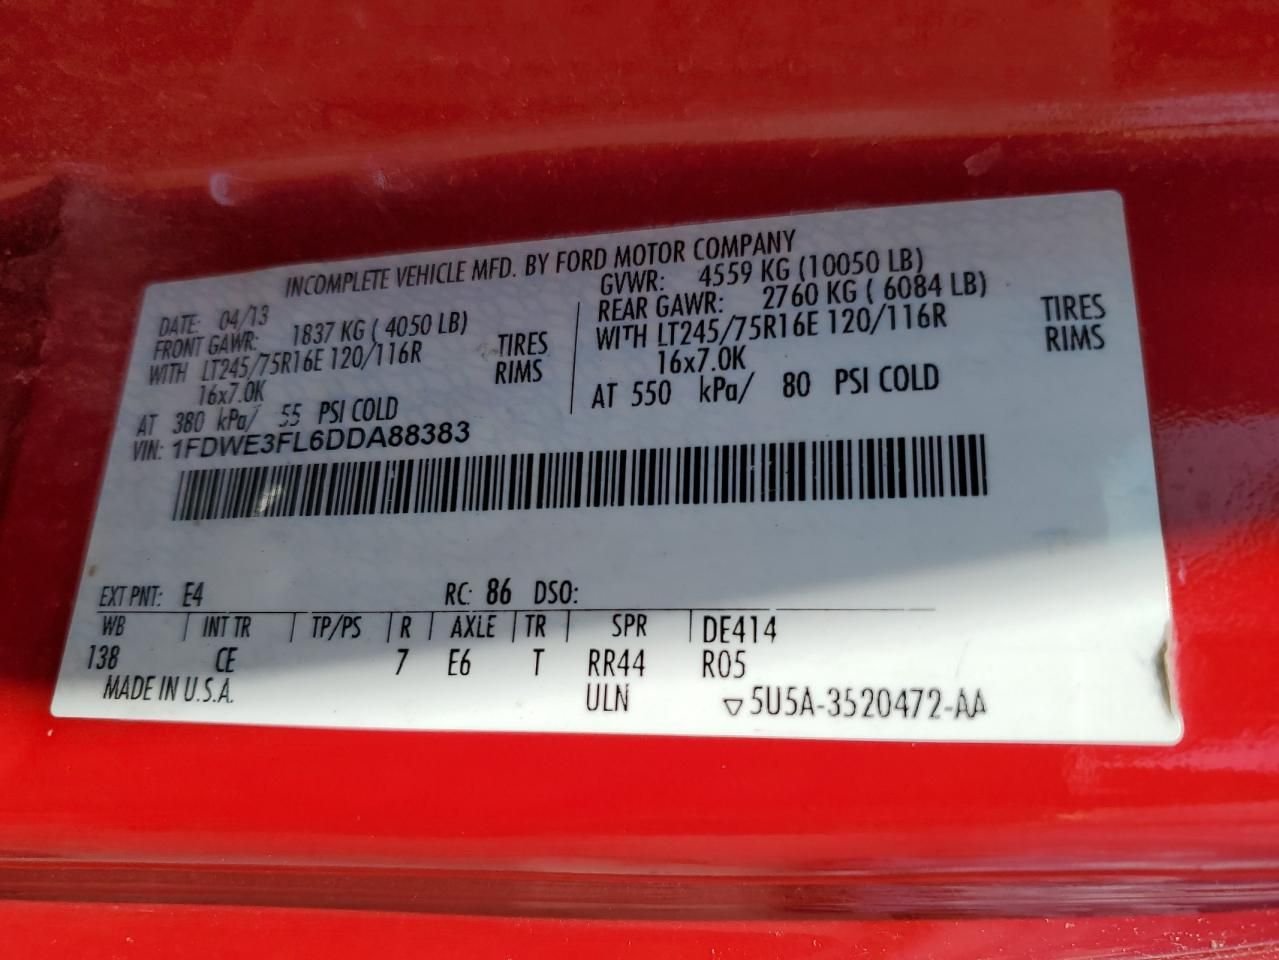 INCOMPLETE VEHICLE MFD. BY FORD MOTOR COMPANY
DATE: 04/13
FRONT GAWR: 1837 KG ( 4050 LB)
WITH LT245/75R16E 120/116R TIRES
16x7.0K RIMS
AT 380 kPa/ 55 PSI COLD
GVWR: 4559 KG (10050 LB)
REAR GAWR: 2760 KG ( 6084 LB)
WITH LT245/75R16E 120/116R TIRES
16x7.0K RIMS
AT 550 kPa/ 80 PSI COLD
VIN: 1FDWE3FL6DDA88383
EXT PNT: E4 RC: 86 DSO:
WB | INT TR | TP/PS | R | AXLE | TR | SPR | DE414
138 CE 7 E6 T RR44 R05
MADE IN U.S.A. ULN ▽5U5A-3520472-AA